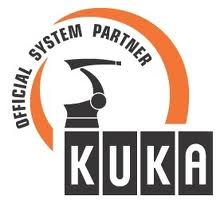 OFFICIAL SYSTEM PARTNER
KUKA